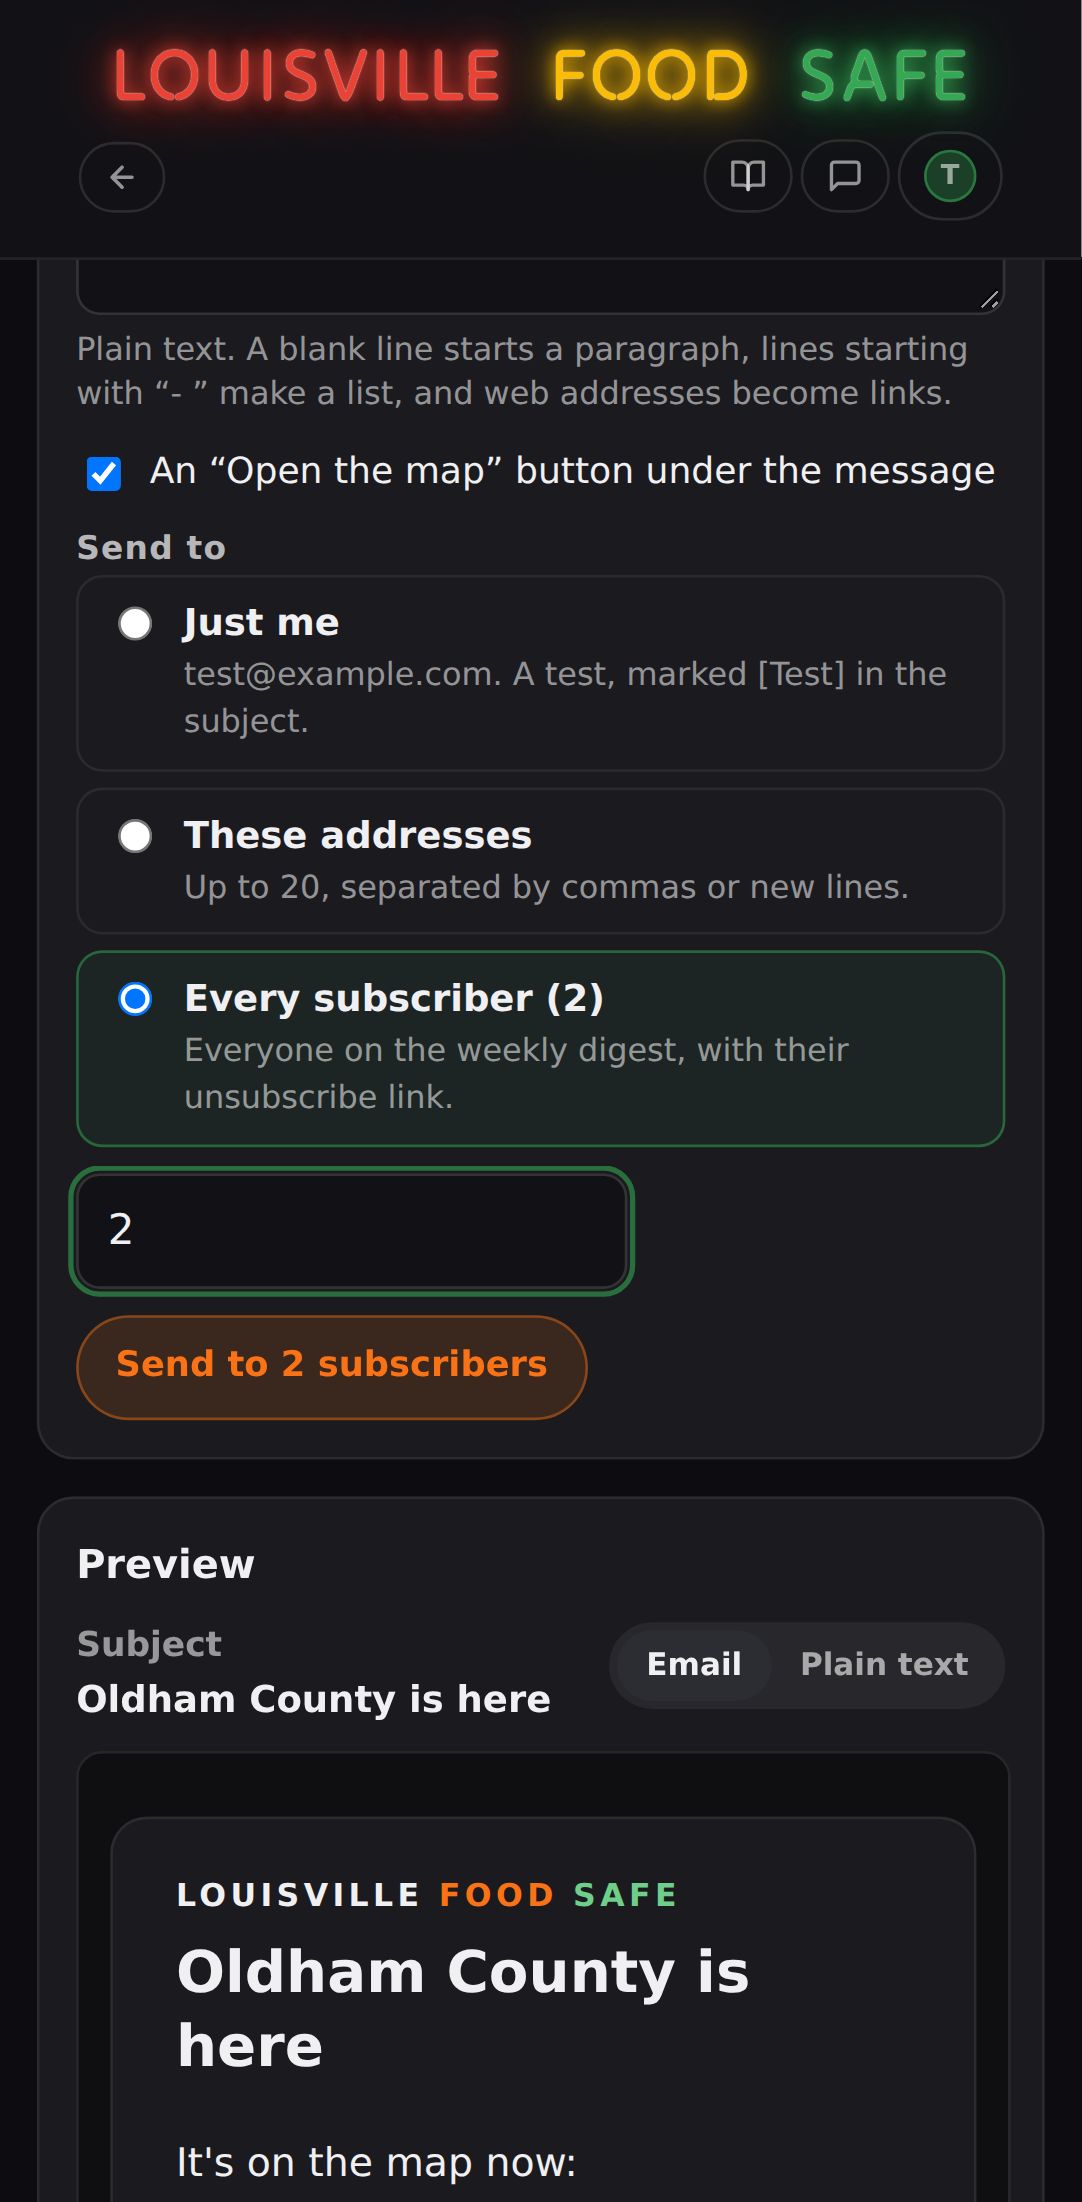 LOUISVILLE FOOD SAFE
T
Plain text. A blank line starts a paragraph, lines starting
with “- ” make a list, and web addresses become links.
An “Open the map” button under the message
Send to
Just me
test@example.com. A test, marked [Test] in the
subject.
These addresses
Up to 20, separated by commas or new lines.
Every subscriber (2)
Everyone on the weekly digest, with their
unsubscribe link.
2
Send to 2 subscribers
Preview
Subject
Oldham County is here
Email
Plain text
LOUISVILLE FOOD SAFE
Oldham County is
here
It's on the map now: